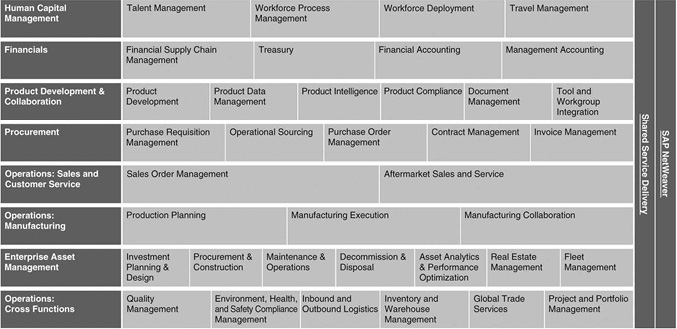 Human Capital
Management
Talent Management
Workforce Process
Management
Workforce Deployment
Travel Management
Financials
Financial Supply Chain
Management
Treasury
Financial Accounting
Management Accounting
Product Development &
Collaboration
Product
Development
Product Data
Management
Product Intelligence
Product Compliance
Document
Management
Tool and
Workgroup
Integration
Procurement
Purchase Requisition
Management
Operational Sourcing
Purchase Order
Management
Contract Management
Invoice Management
Operations: Sales and
Customer Service
Sales Order Management
Aftermarket Sales and Service
Operations:
Manufacturing
Production Planning
Manufacturing Execution
Manufacturing Collaboration
Enterprise Asset
Management
Investment
Planning &
Design
Procurement &
Construction
Maintenance &
Operations
Decommission &
Disposal
Asset Analytics
& Performance
Optimization
Real Estate
Management
Fleet
Management
Operations:
Cross Functions
Quality
Management
Environment, Health,
and Safety Compliance
Management
Inbound and
Outbound Logistics
Inventory and
Warehouse
Management
Global Trade
Services
Project and Portfolio
Management
Shared Service Delivery
SAP NetWeaver